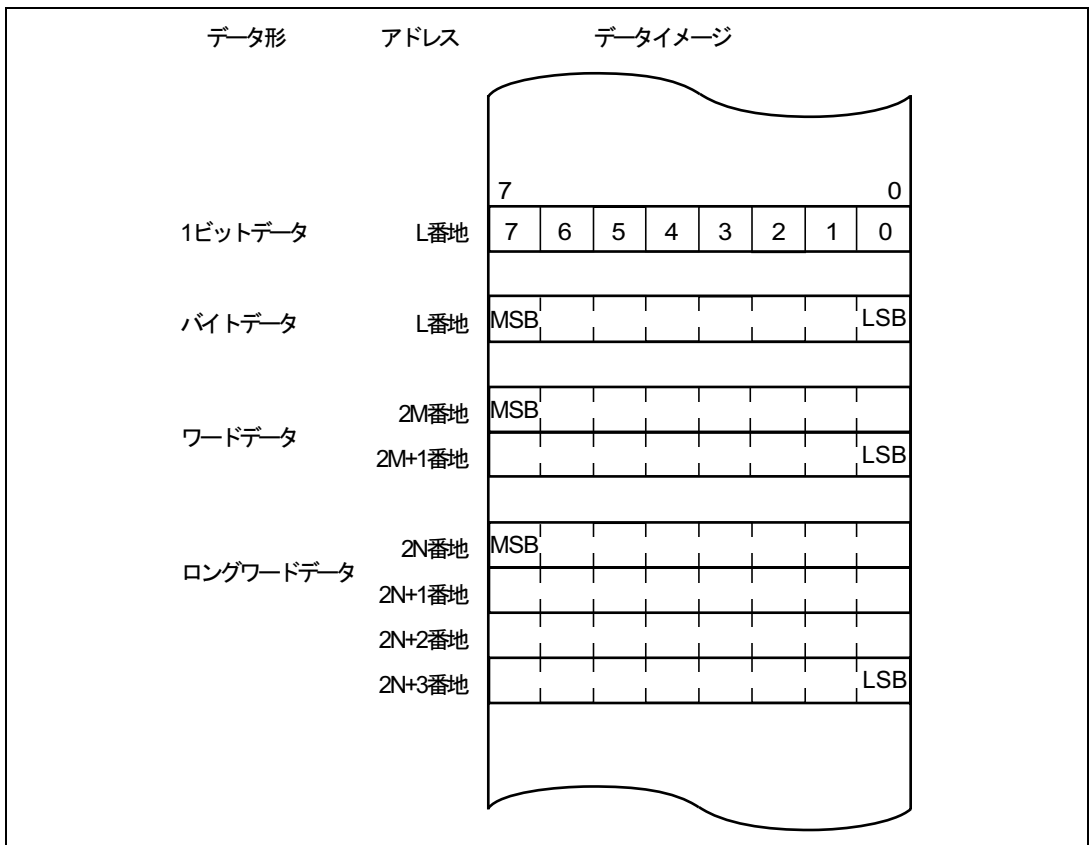 データ形 アドレス データイメージ
7 0
1ビットデータ L番地 7 6 5 4 3 2 1 0
バイトデータ L番地 MSB LSB
ワードデータ
2M番地 MSB
2M+1番地 LSB
ロングワードデータ
2N番地 MSB
2N+1番地
2N+2番地
2N+3番地 LSB